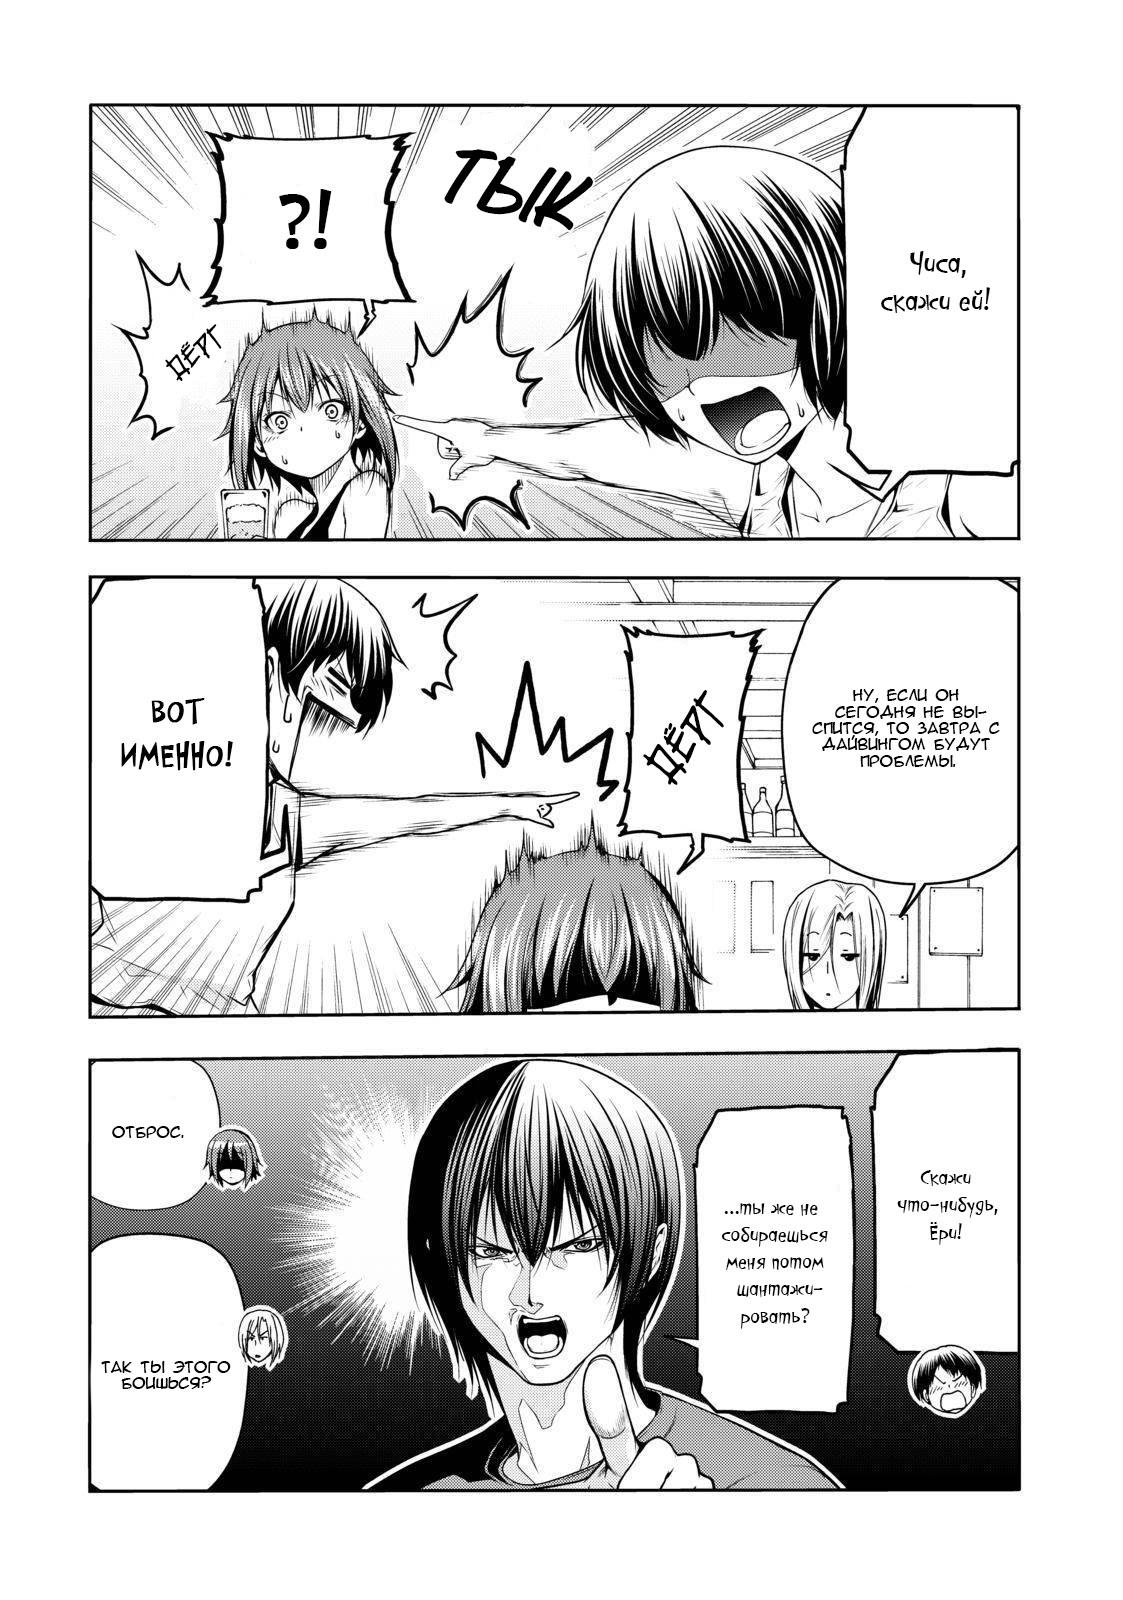 Чиса,
скажи ей!
ТЫК
?!
ДЁРГ
НУ, ЕСЛИ ОН
СЕГОДНЯ НЕ ВЫ-
СПИТСЯ, ТО ЗАВТРА С
ДАЙВИНГОМ БУДУТ
ПРОБЛЕМЫ.
ДЁРГ
ВОТ
ИМЕННО!
Скажи
что-нибудь,
Ёри!
...ты же не
собираешься
меня потом
шантажи-
ровать?
ОТБРОС.
ТАК ТЫ ЭТОГО
БОИШЬСЯ?